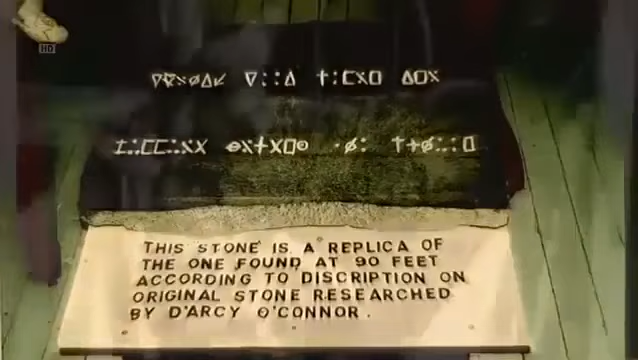 HD
▽▽×⌀△↙ ▽::△ †:⊏×□ △□×
‡∴⊏⊏∴×× ⊖×+×□⊙ ·⌀: †+⌀∴:□
THIS STONE IS A REPLICA OF
THE ONE FOUND AT 90 FEET
ACCORDING TO DISCRIPTION ON
ORIGINAL STONE RESEARCHED
BY D'ARCY O'CONNOR.